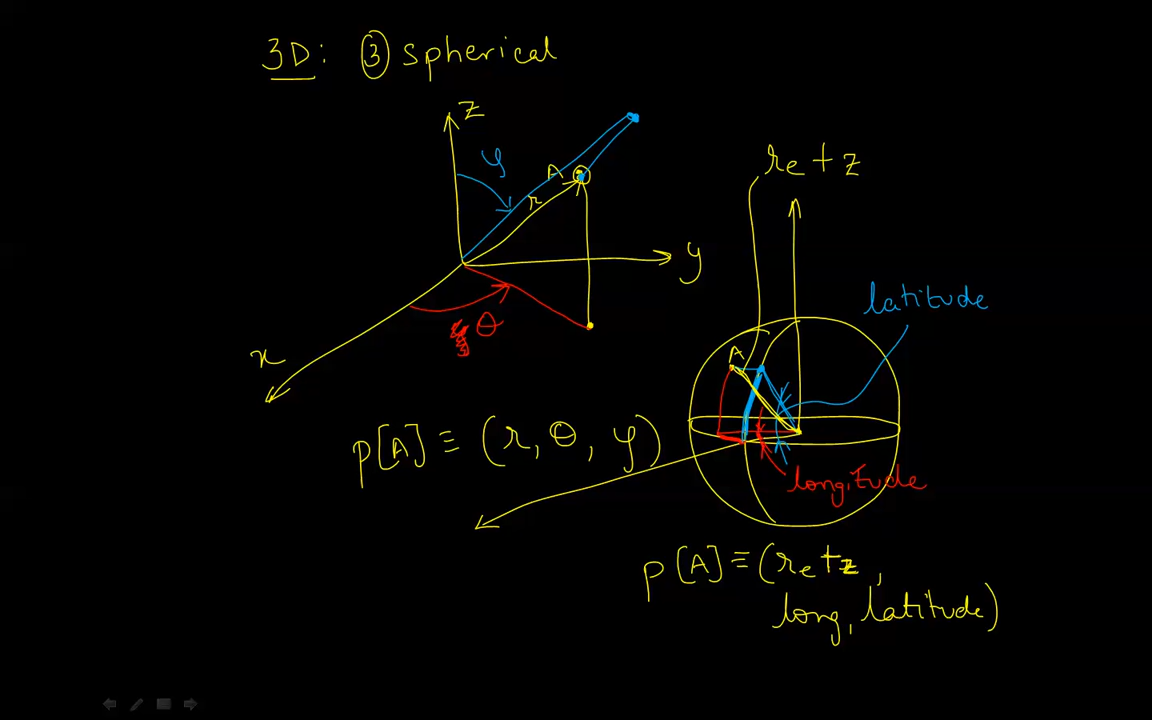 3D: ③ spherical
z
φ
A
r
re + z
y
latitude
θ
x
A
p[A] ≡ (r, θ, φ)
longitude
p[A] ≡ (re + z,
long, latitude)